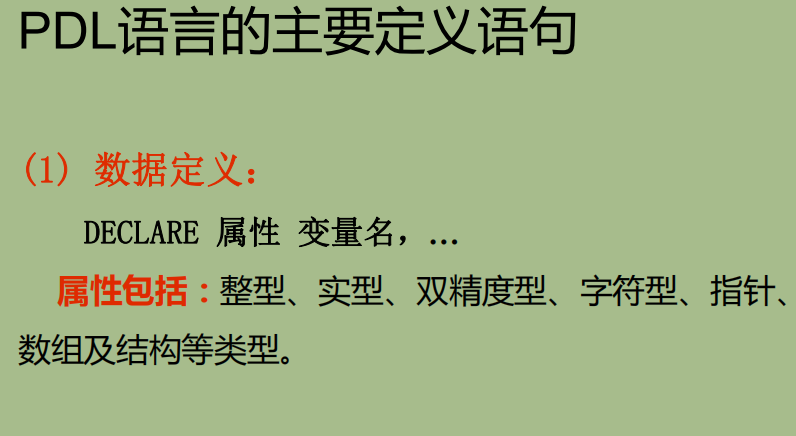 PDL语言的主要定义语句
(1) 数据定义：
DECLARE 属性 变量名，…
属性包括：整型、实型、双精度型、字符型、指针、
数组及结构等类型。